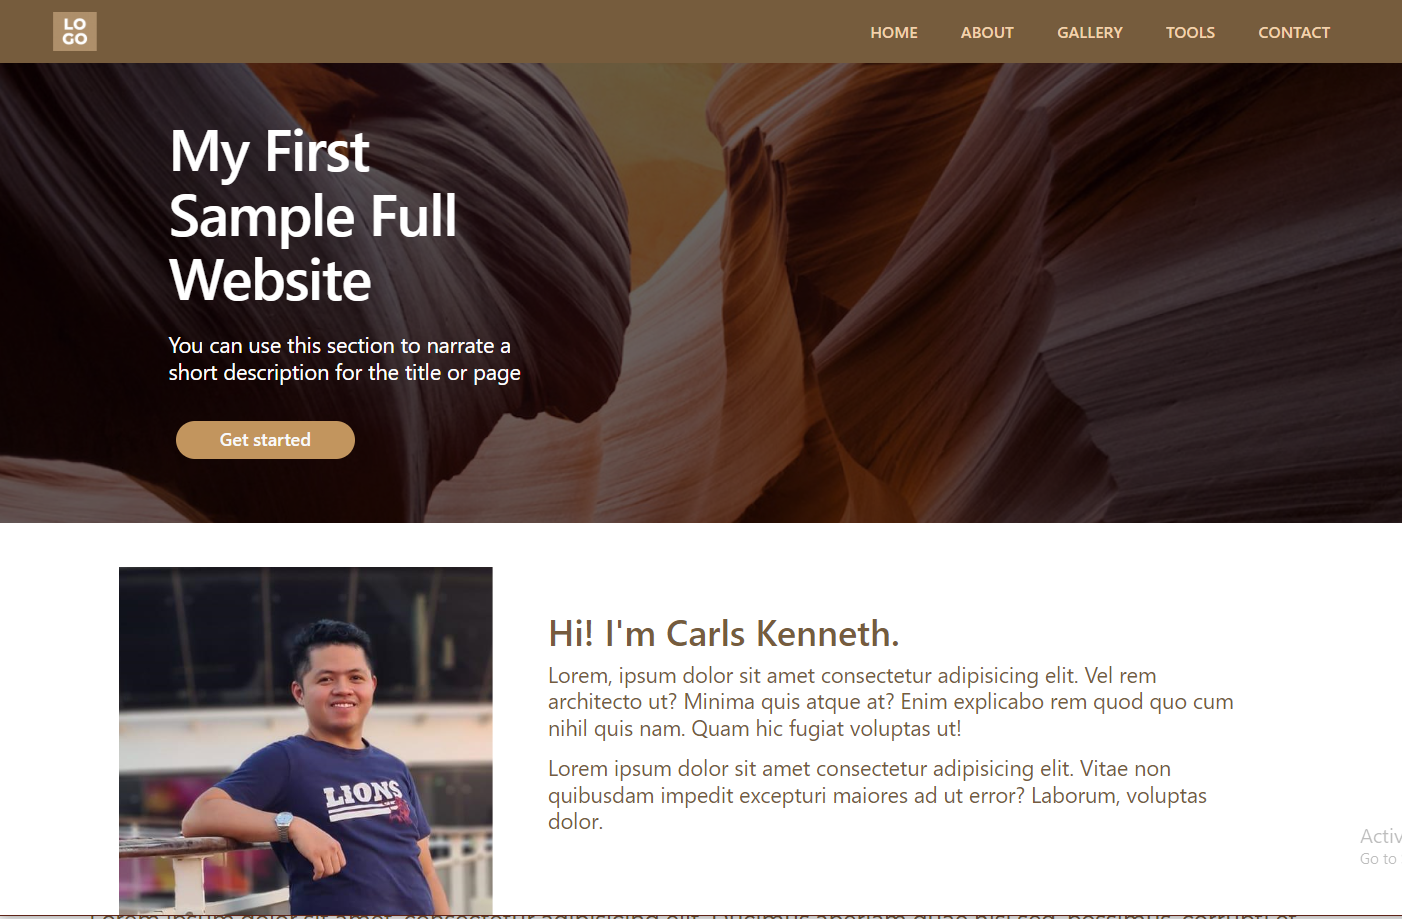 LO
GO
HOME ABOUT GALLERY TOOLS CONTACT
My First
Sample Full
Website
You can use this section to narrate a
short description for the title or page
Get started
Hi! I'm Carls Kenneth.
Lorem, ipsum dolor sit amet consectetur adipisicing elit. Vel rem
architecto ut? Minima quis atque at? Enim explicabo rem quod quo cum
nihil quis nam. Quam hic fugiat voluptas ut!
Lorem ipsum dolor sit amet consectetur adipisicing elit. Vitae non
quibusdam impedit excepturi maiores ad ut error? Laborum, voluptas
dolor.
LIONS
Activ
Go to